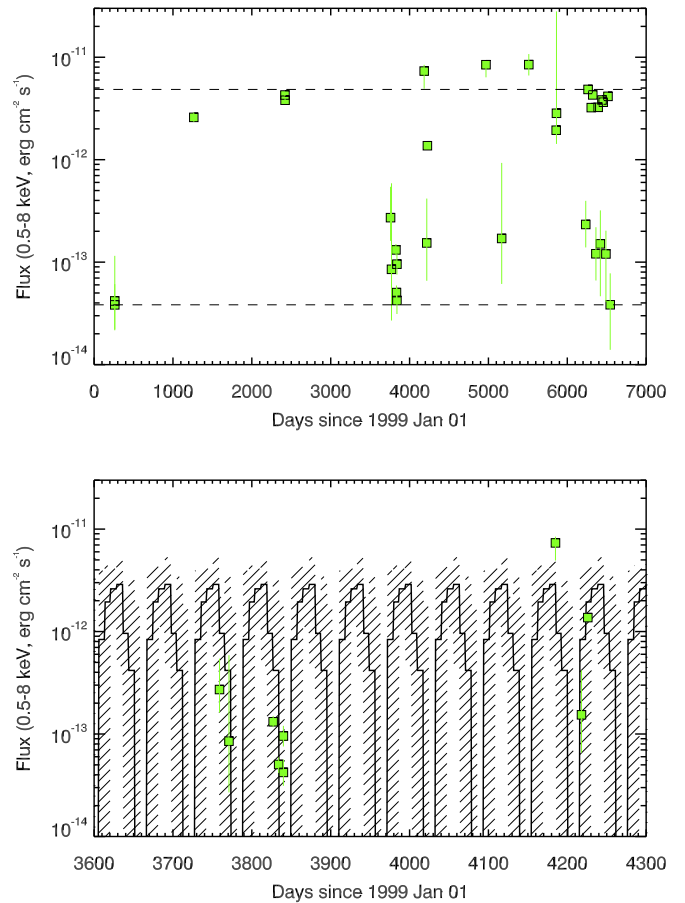 10⁻¹¹
10⁻¹²
10⁻¹³
10⁻¹⁴
Flux (0.5-8 keV, erg cm⁻² s⁻¹)
0 1000 2000 3000 4000 5000 6000 7000
Days since 1999 Jan 01
10⁻¹¹
10⁻¹²
10⁻¹³
10⁻¹⁴
Flux (0.5-8 keV, erg cm⁻² s⁻¹)
3600 3700 3800 3900 4000 4100 4200 4300
Days since 1999 Jan 01